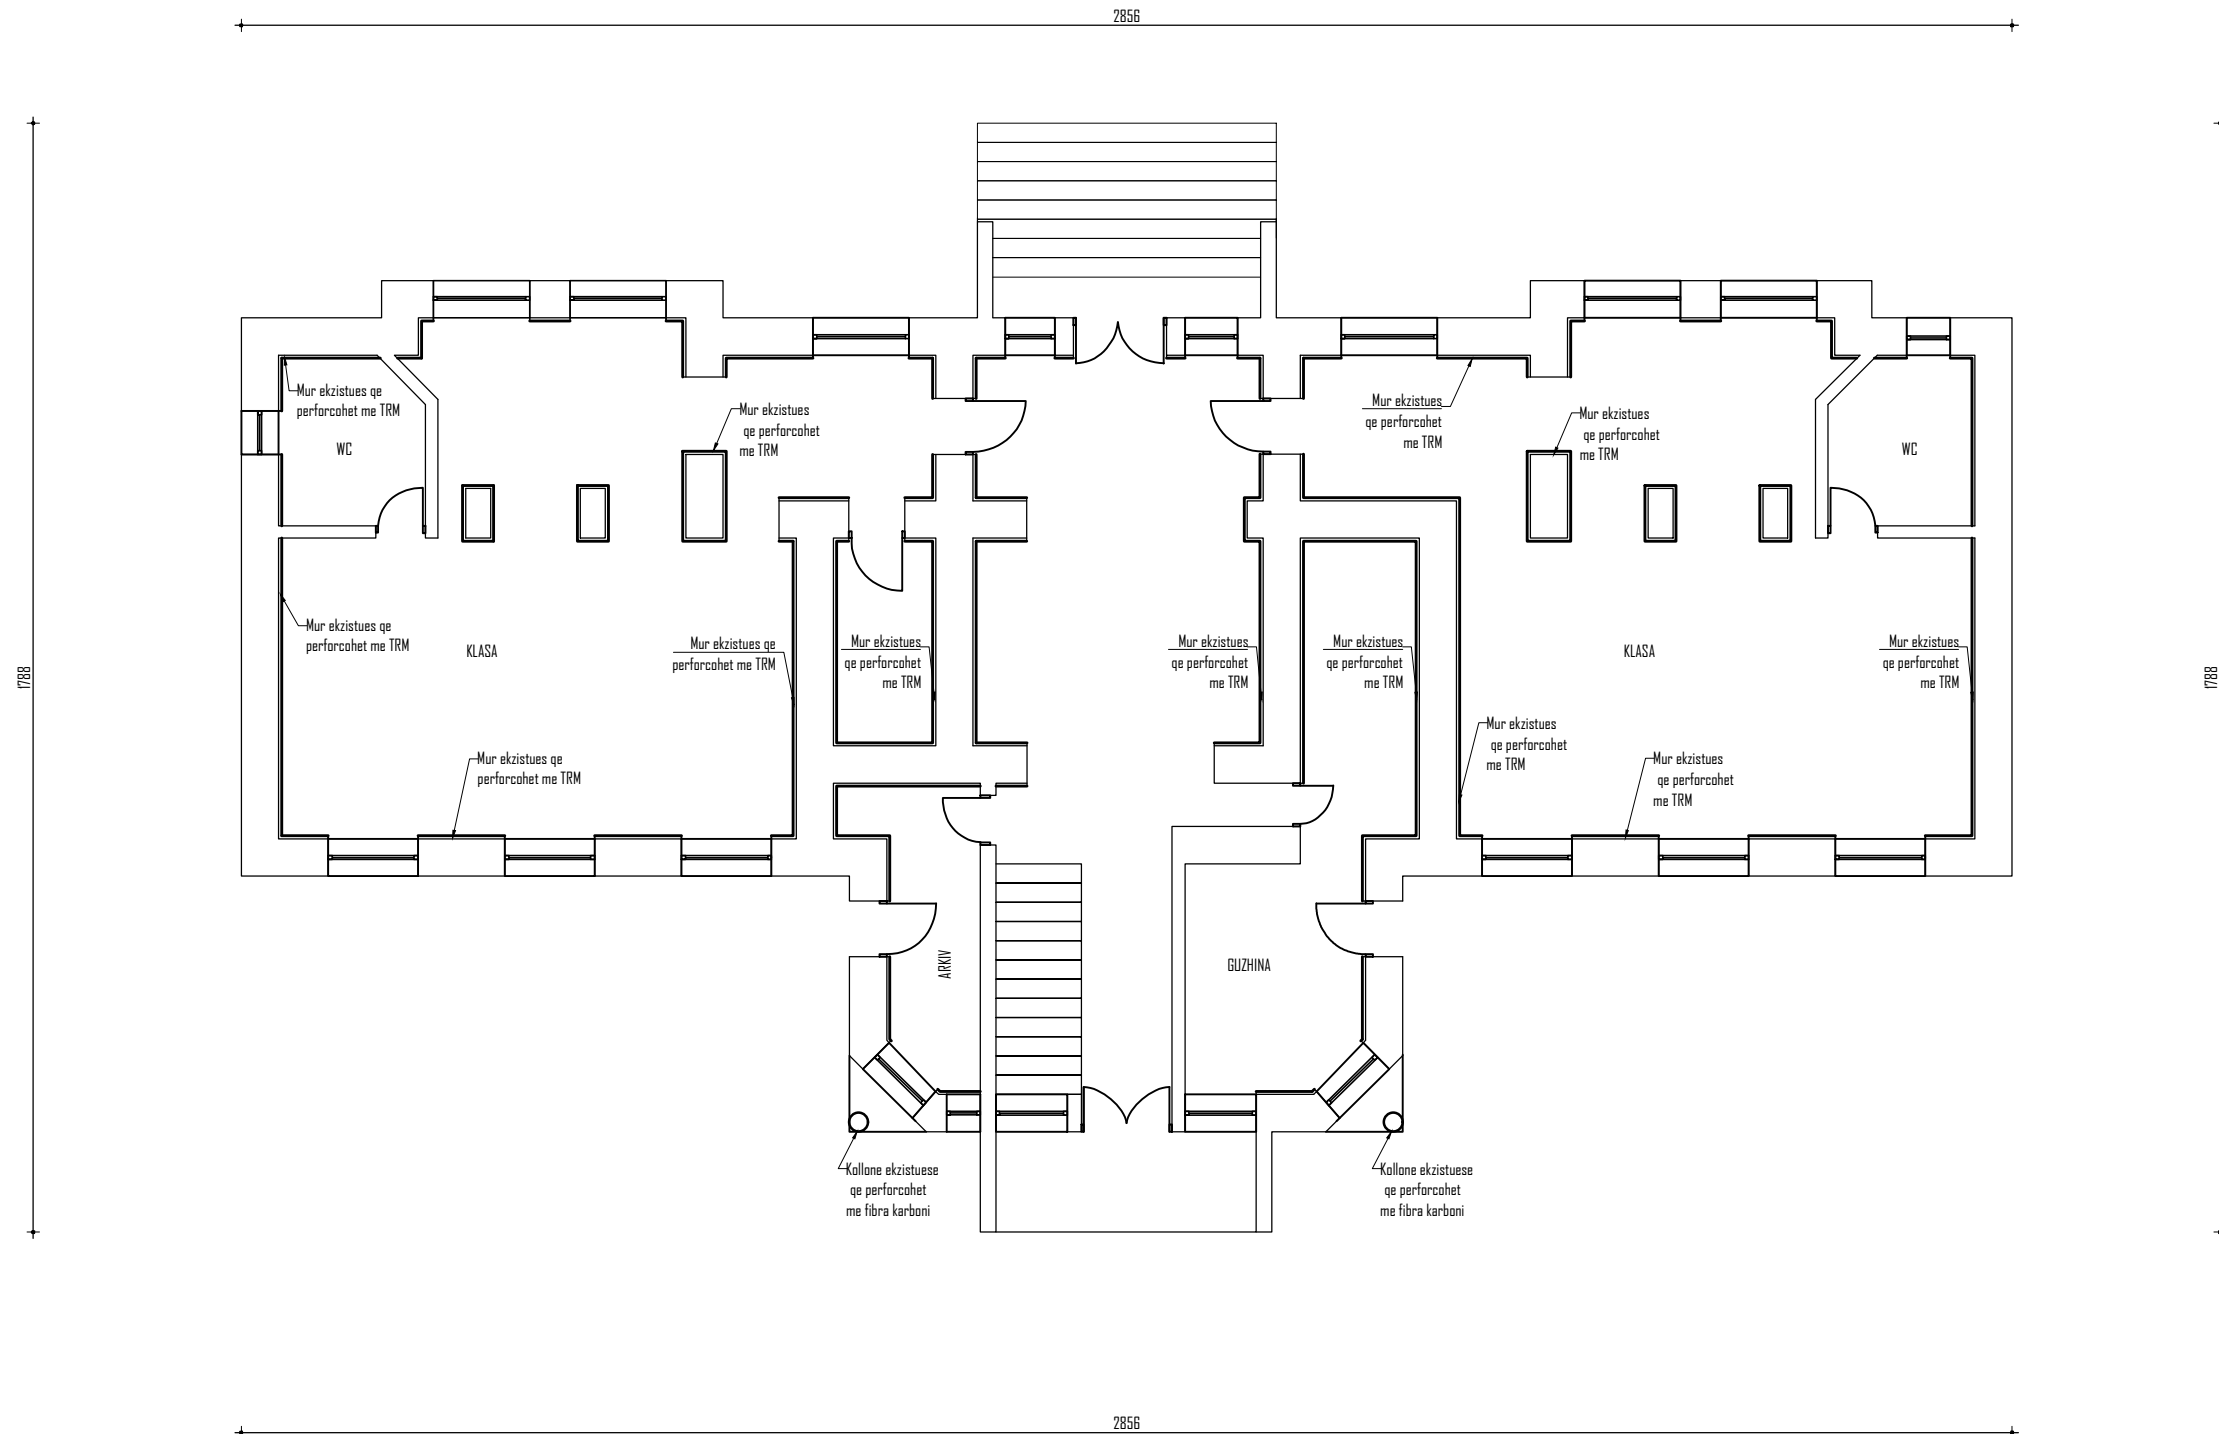 2856
Mur ekzistues qe
perforcohet me TRM
Mur ekzistues
qe perforcohet
me TRM
Mur ekzistues
qe perforcohet
me TRM
Mur ekzistues
qe perforcohet
me TRM
WC
WC
Mur ekzistues qe
perforcohet me TRM
KLASA
Mur ekzistues qe
perforcohet me TRM
Mur ekzistues
qe perforcohet
me TRM
Mur ekzistues
qe perforcohet
me TRM
Mur ekzistues
qe perforcohet
me TRM
KLASA
Mur ekzistues
qe perforcohet
me TRM
1788
1788
Mur ekzistues qe
perforcohet me TRM
Mur ekzistues
qe perforcohet
me TRM
Mur ekzistues
qe perforcohet
me TRM
ARKIV
GUZHINA
Kollone ekzistuese
qe perforcohet
me fibra karboni
Kollone ekzistuese
qe perforcohet
me fibra karboni
2856